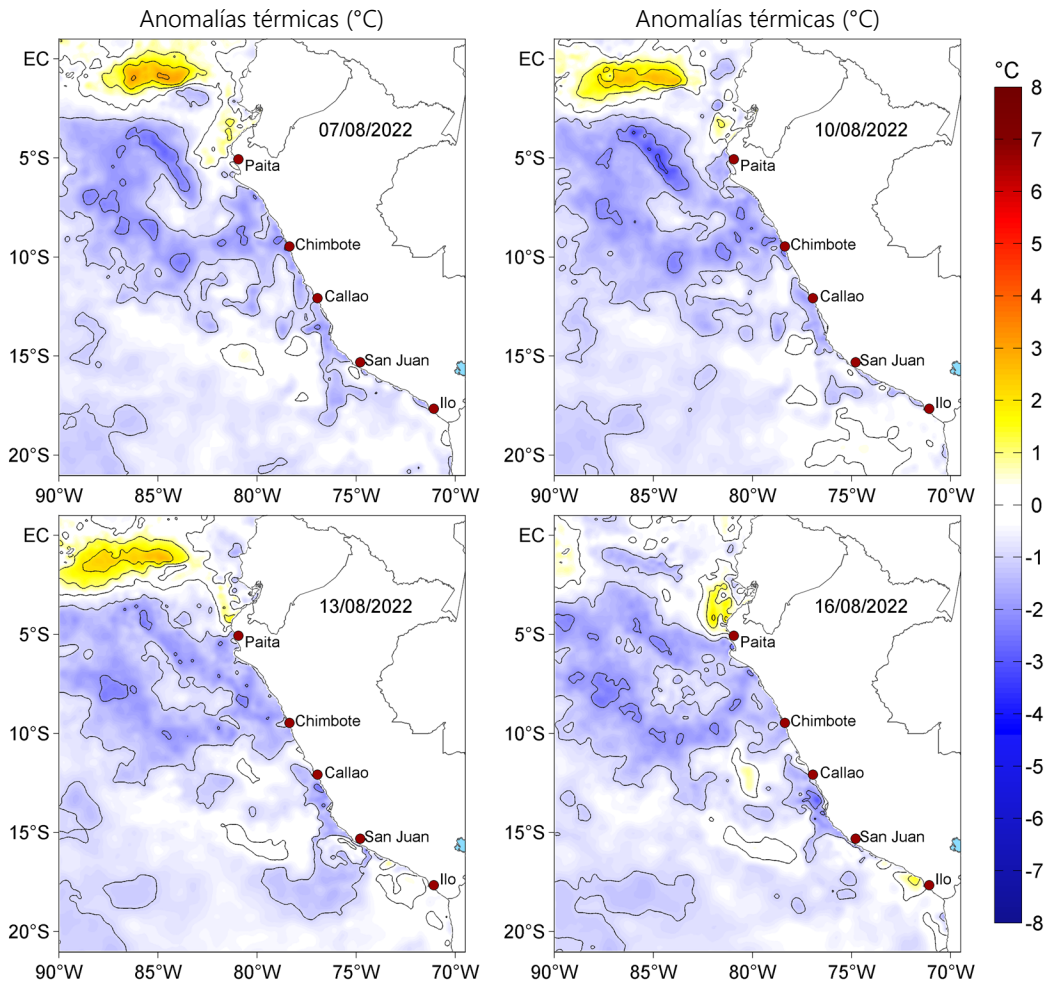 Anomalías térmicas (°C)
Anomalías térmicas (°C)
EC
5°S
10°S
15°S
20°S
07/08/2022
Paita
Chimbote
Callao
San Juan
Ilo
90°W
85°W
80°W
75°W
70°W
EC
5°S
10°S
15°S
20°S
10/08/2022
Paita
Chimbote
Callao
San Juan
Ilo
90°W
85°W
80°W
75°W
70°W
°C
8
7
6
5
4
3
2
1
0
-1
-2
-3
-4
-5
-6
-7
-8
EC
5°S
10°S
15°S
20°S
13/08/2022
Paita
Chimbote
Callao
San Juan
Ilo
90°W
85°W
80°W
75°W
70°W
EC
5°S
10°S
15°S
20°S
16/08/2022
Paita
Chimbote
Callao
San Juan
Ilo
90°W
85°W
80°W
75°W
70°W